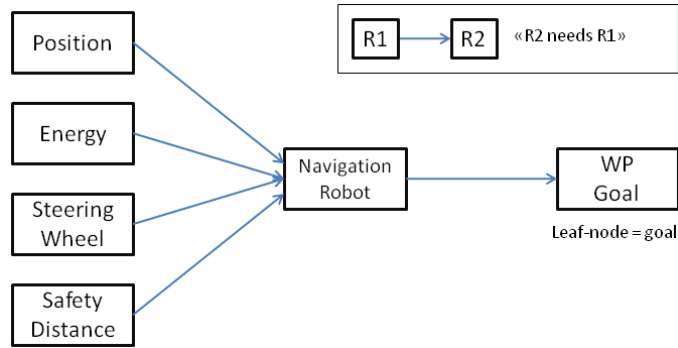 Position
R1
R2
«R2 needs R1»
Energy
Navigation
Robot
WP
Goal
Steering
Wheel
Leaf-node = goal
Safety
Distance